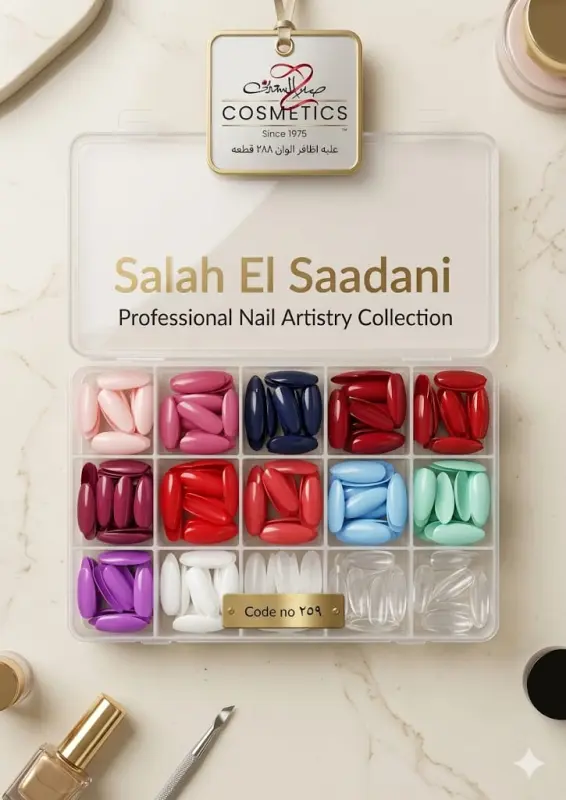 صلاح السعدني
COSMETICS
Since 1975
™
علبه اظافر الوان ٢٨٨ قطعه
Salah El Saadani
Professional Nail Artistry Collection
Code no ٢٥٩